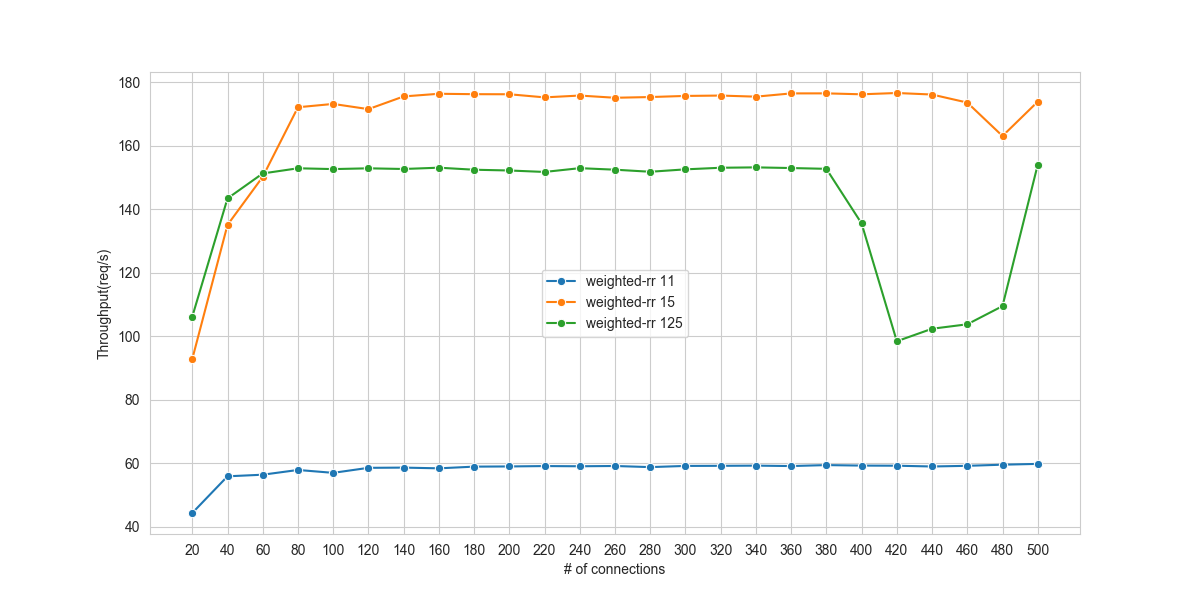 180
160
140
120
100
80
60
40
Throughput(req/s)
weighted-rr 11
weighted-rr 15
weighted-rr 125
20 40 60 80 100 120 140 160 180 200 220 240 260 280 300 320 340 360 380 400 420 440 460 480 500
# of connections